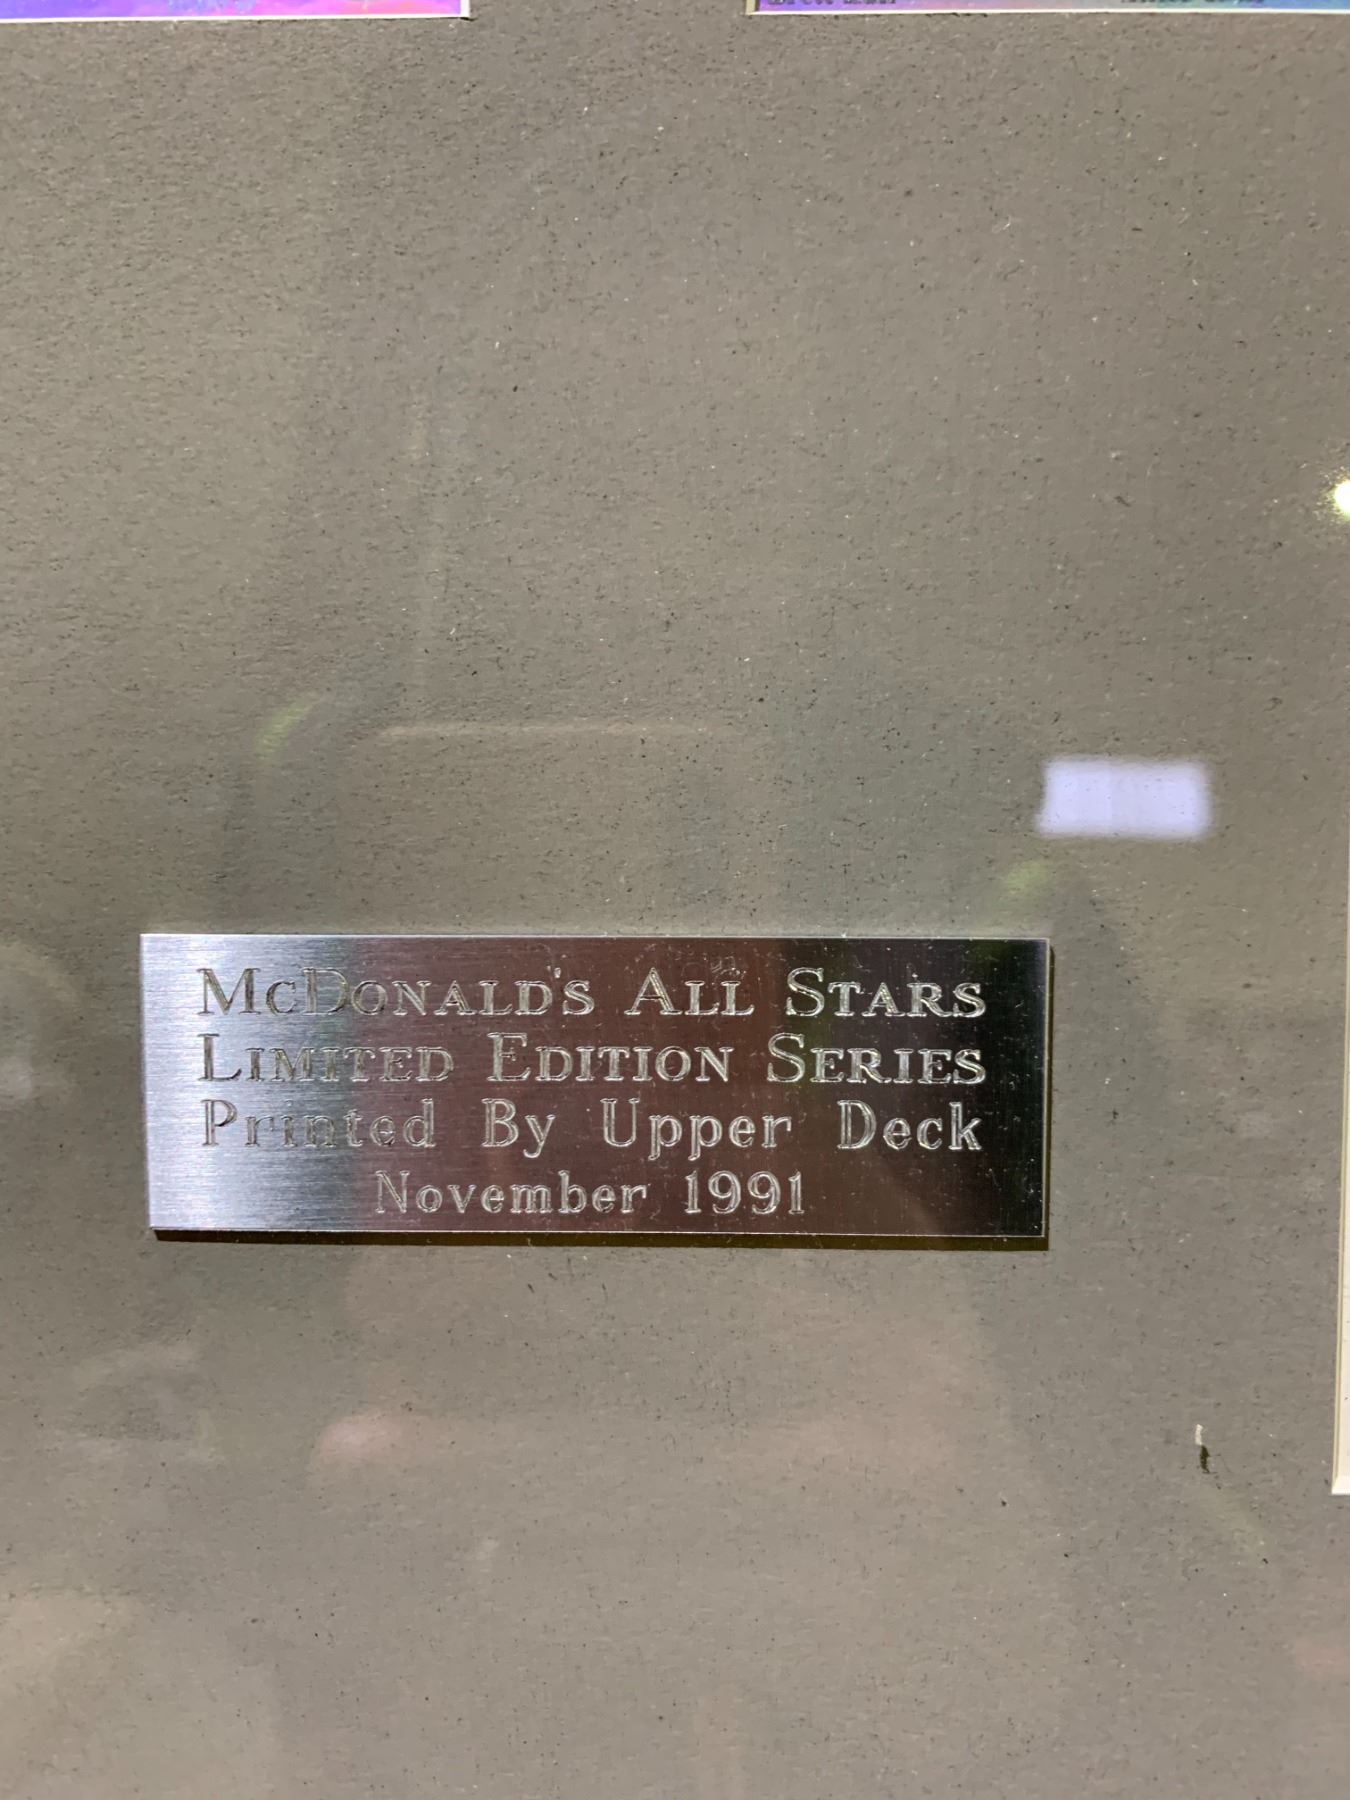 McDonald's All Stars
Limited Edition Series
Printed By Upper Deck
November 1991